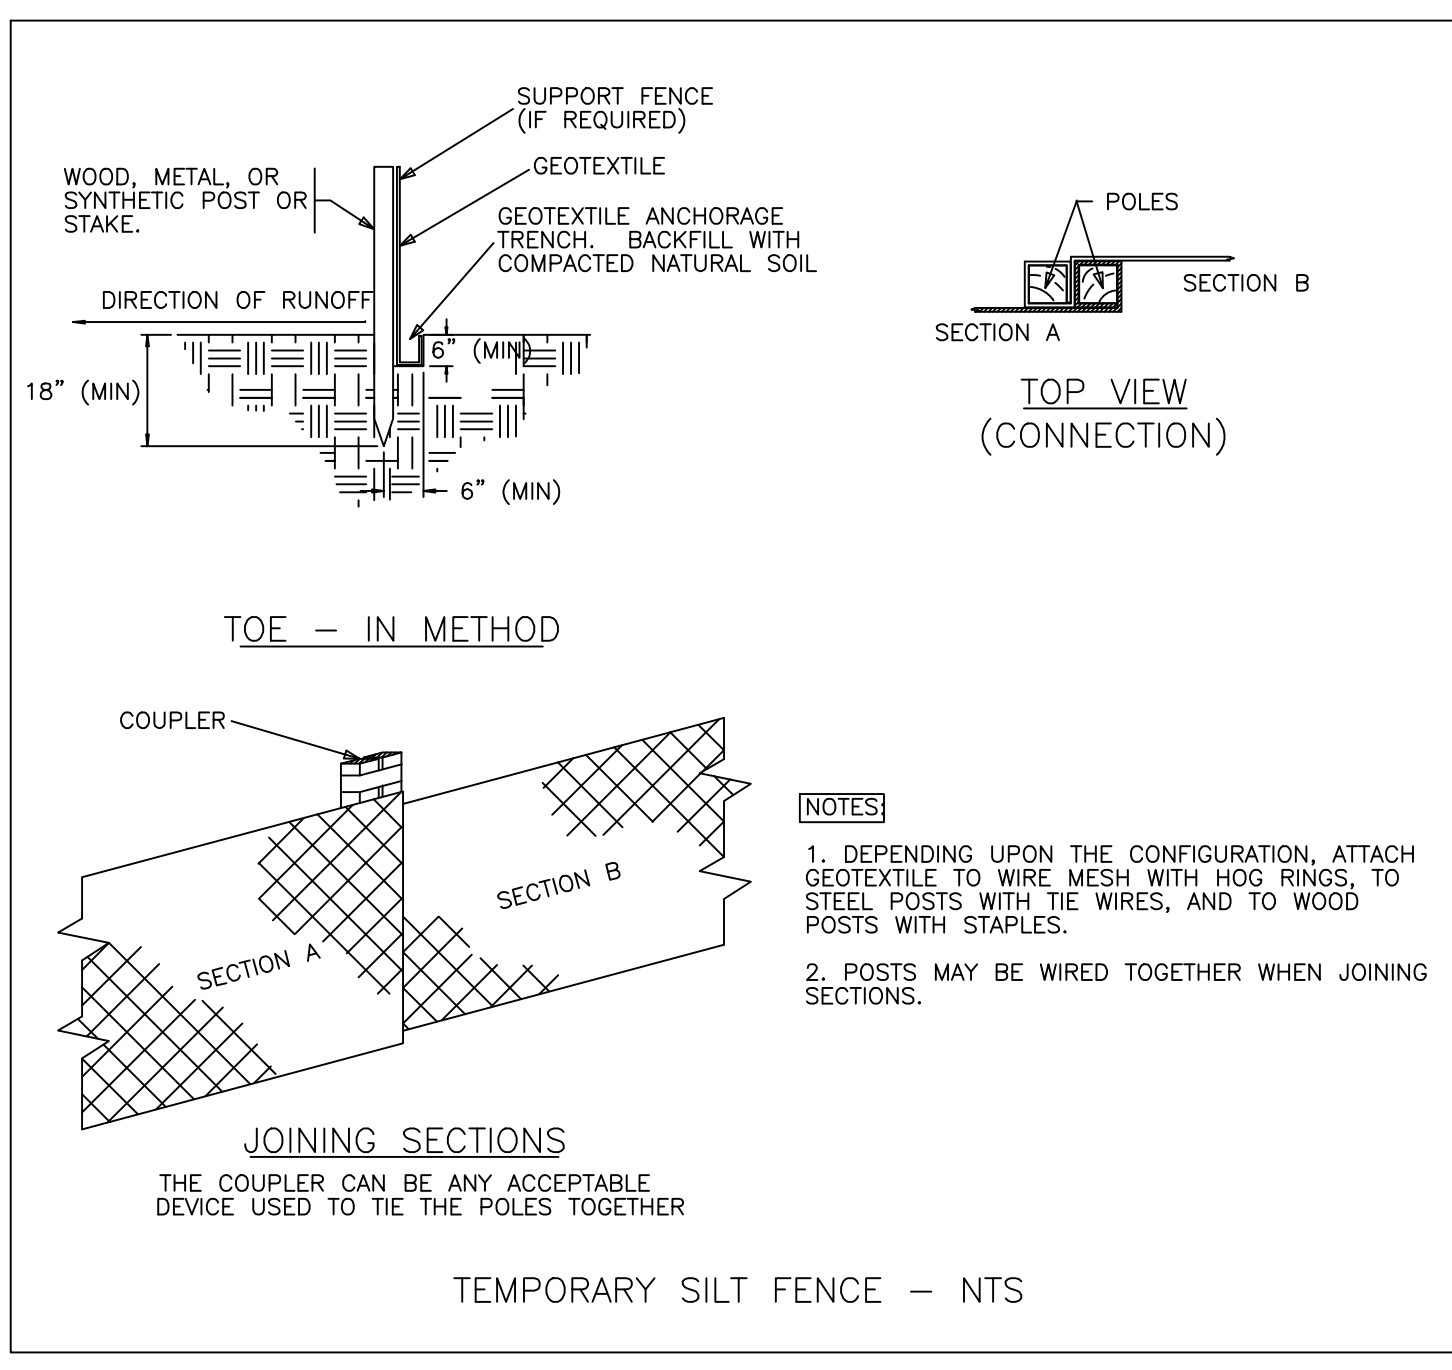 SUPPORT FENCE
(IF REQUIRED)
GEOTEXTILE
WOOD, METAL, OR
SYNTHETIC POST OR
STAKE.
GEOTEXTILE ANCHORAGE
TRENCH. BACKFILL WITH
COMPACTED NATURAL SOIL
DIRECTION OF RUNOFF
6" (MIN)
18" (MIN)
6" (MIN)
TOE – IN METHOD
POLES
SECTION B
SECTION A
TOP VIEW
(CONNECTION)
COUPLER
SECTION A
SECTION B
JOINING SECTIONS
THE COUPLER CAN BE ANY ACCEPTABLE
DEVICE USED TO TIE THE POLES TOGETHER
NOTES:
1. DEPENDING UPON THE CONFIGURATION, ATTACH
GEOTEXTILE TO WIRE MESH WITH HOG RINGS, TO
STEEL POSTS WITH TIE WIRES, AND TO WOOD
POSTS WITH STAPLES.
2. POSTS MAY BE WIRED TOGETHER WHEN JOINING
SECTIONS.
TEMPORARY SILT FENCE – NTS